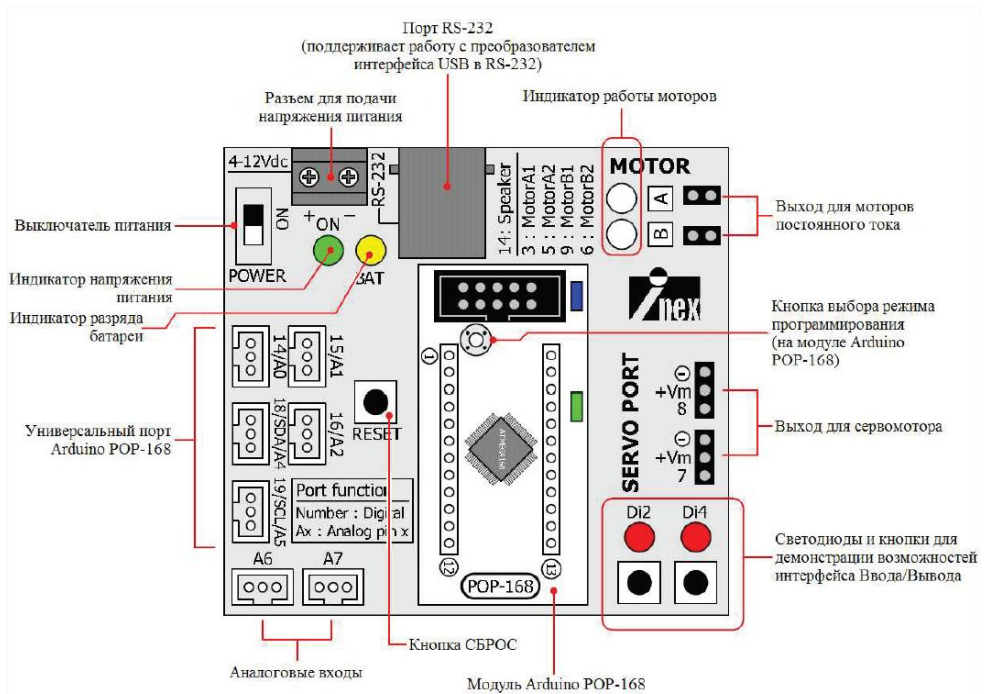 Порт RS-232
(поддерживает работу с преобразователем
интерфейса USB в RS-232)
Разъем для подачи
напряжения питания
Индикатор работы моторов
4-12Vdc
RS-232
14: Speaker
3 : MotorA1
5 : MotorA2
9 : MotorB1
6 : MotorB2
MOTOR
A
B
Выход для моторов
постоянного тока
Выключатель питания
NO
+ ON −
POWER
BAT
Индикатор напряжения
питания
Индикатор разряда
батареи
inex
Кнопка выбора режима
программирования
(на модуле Arduino
POP-168)
14/A0
15/A1
1
18/SDA/A4
16/A2
RESET
Универсальный порт
Arduino POP-168
SERVO PORT
+Vm
8
+Vm
7
Выход для сервомотора
19/SCL/A5
Port function
Number : Digital
Ax : Analog pin x
Di2 Di4
Светодиоды и кнопки для
демонстрации возможностей
интерфейса Ввода/Вывода
A6 A7
12
13
POP-168
Кнопка СБРОС
Аналоговые входы
Модуль Arduino POP-168